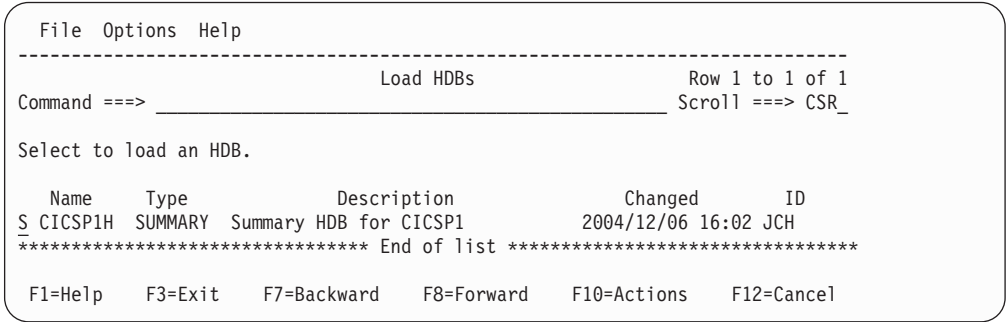 File Options Help
-----------------------------------------------------------------------------
Load HDBs Row 1 to 1 of 1
Command ===> ________________________________________________ Scroll ===> CSR_
Select to load an HDB.
Name Type Description Changed ID
S CICSP1H SUMMARY Summary HDB for CICSP1 2004/12/06 16:02 JCH
********************************* End of list *********************************
F1=Help F3=Exit F7=Backward F8=Forward F10=Actions F12=Cancel